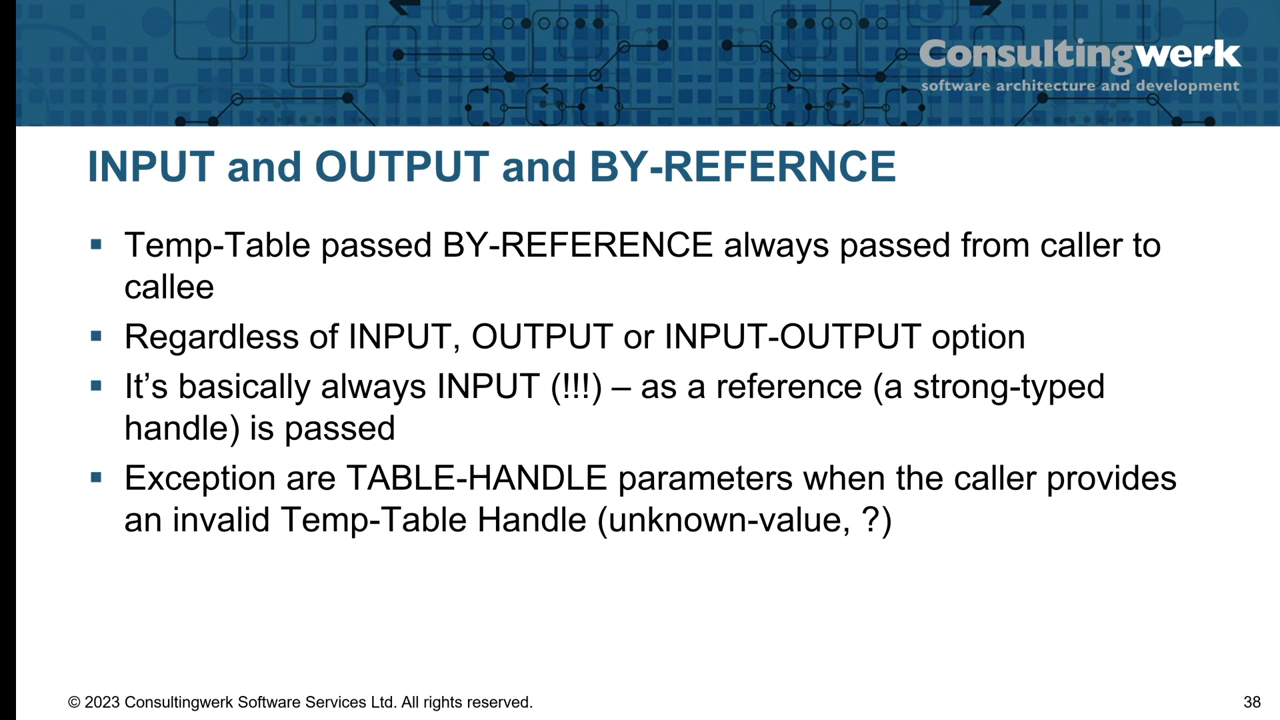 Consultingwerk
software architecture and development
INPUT and OUTPUT and BY-REFERNCE
▪ Temp-Table passed BY-REFERENCE always passed from caller to
callee
▪ Regardless of INPUT, OUTPUT or INPUT-OUTPUT option
▪ It’s basically always INPUT (!!!) – as a reference (a strong-typed
handle) is passed
▪ Exception are TABLE-HANDLE parameters when the caller provides
an invalid Temp-Table Handle (unknown-value, ?)
© 2023 Consultingwerk Software Services Ltd. All rights reserved.
38